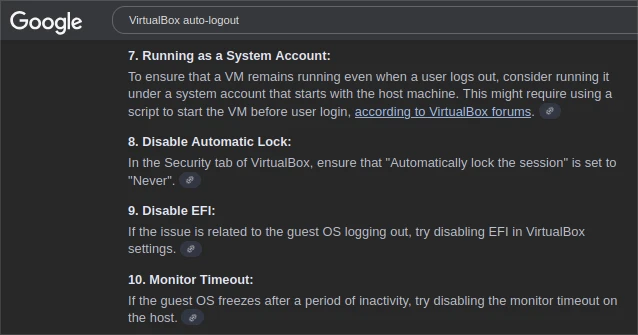 Google
VirtualBox auto-logout
7. Running as a System Account:
To ensure that a VM remains running even when a user logs out, consider running it
under a system account that starts with the host machine. This might require using a
script to start the VM before user login, according to VirtualBox forums.
8. Disable Automatic Lock:
In the Security tab of VirtualBox, ensure that "Automatically lock the session" is set to
"Never".
9. Disable EFI:
If the issue is related to the guest OS logging out, try disabling EFI in VirtualBox
settings.
10. Monitor Timeout:
If the guest OS freezes after a period of inactivity, try disabling the monitor timeout on
the host.